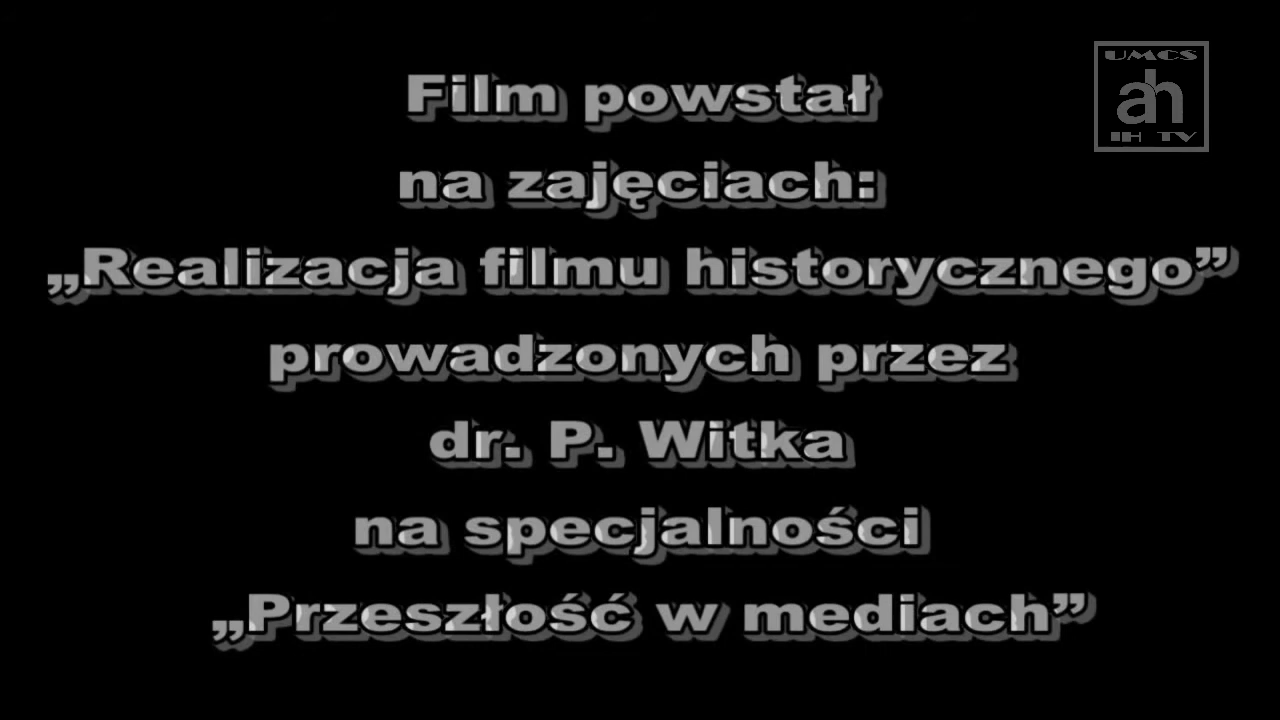 UMCS
ah
IH TV
Film powstał
na zajęciach:
„Realizacja filmu historycznego”
prowadzonych przez
dr. P. Witka
na specjalności
„Przeszłość w mediach”